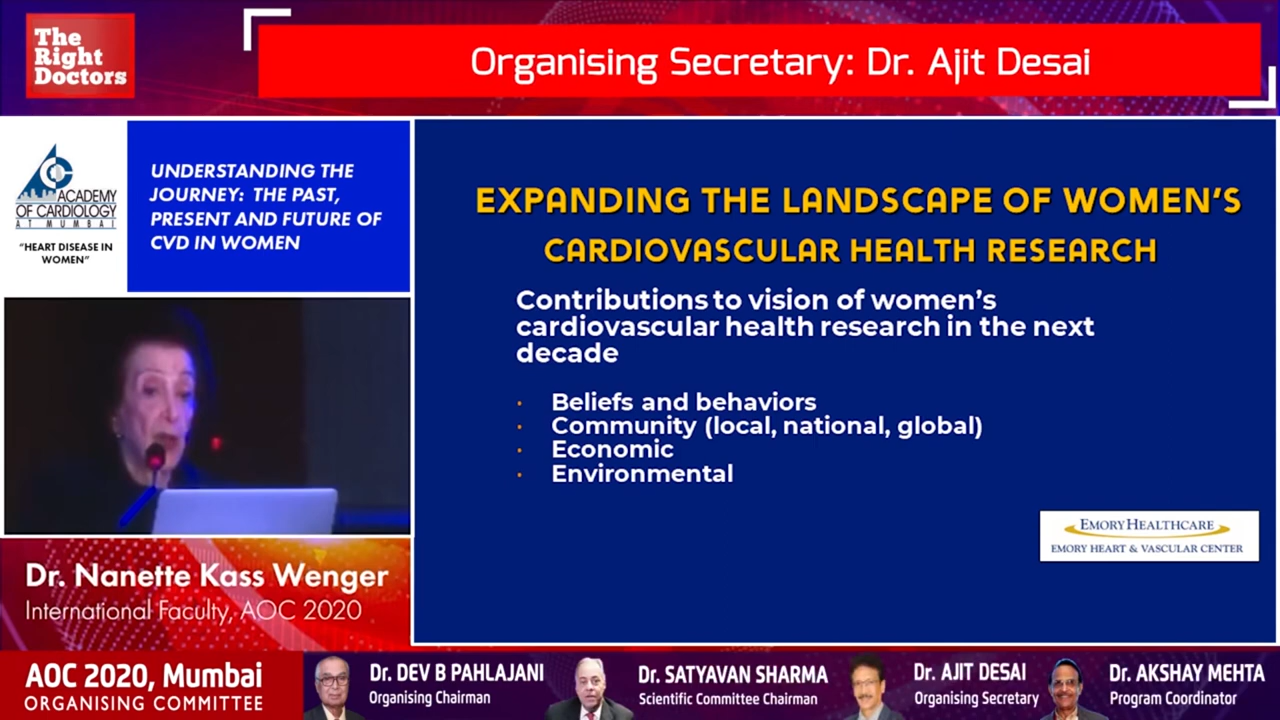 The
Right
Doctors
Organising Secretary: Dr. Ajit Desai
ACADEMY
OF CARDIOLOGY
AT MUMBAI
"HEART DISEASE IN
WOMEN"
UNDERSTANDING THE
JOURNEY: THE PAST,
PRESENT AND FUTURE OF
CVD IN WOMEN
EXPANDING THE LANDSCAPE OF WOMEN'S
CARDIOVASCULAR HEALTH RESEARCH
Contributions to vision of women's
cardiovascular health research in the next
decade
· Beliefs and behaviors
· Community (local, national, global)
· Economic
· Environmental
EMORY HEALTHCARE
EMORY HEART & VASCULAR CENTER
Dr. Nanette Kass Wenger
International Faculty, AOC 2020
AOC 2020, Mumbai
ORGANISING COMMITTEE
Dr. DEV B PAHLAJANI
Organising Chairman
Dr. SATYAVAN SHARMA
Scientific Committee Chairman
Dr. AJIT DESAI
Organising Secretary
Dr. AKSHAY MEHTA
Program Coordinator